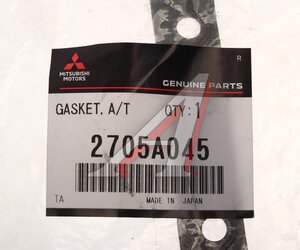 R
MITSUBISHI
MOTORS
GENUINE PARTS
GASKET, A/T QTY:1
2705A045
TA MADE IN JAPAN